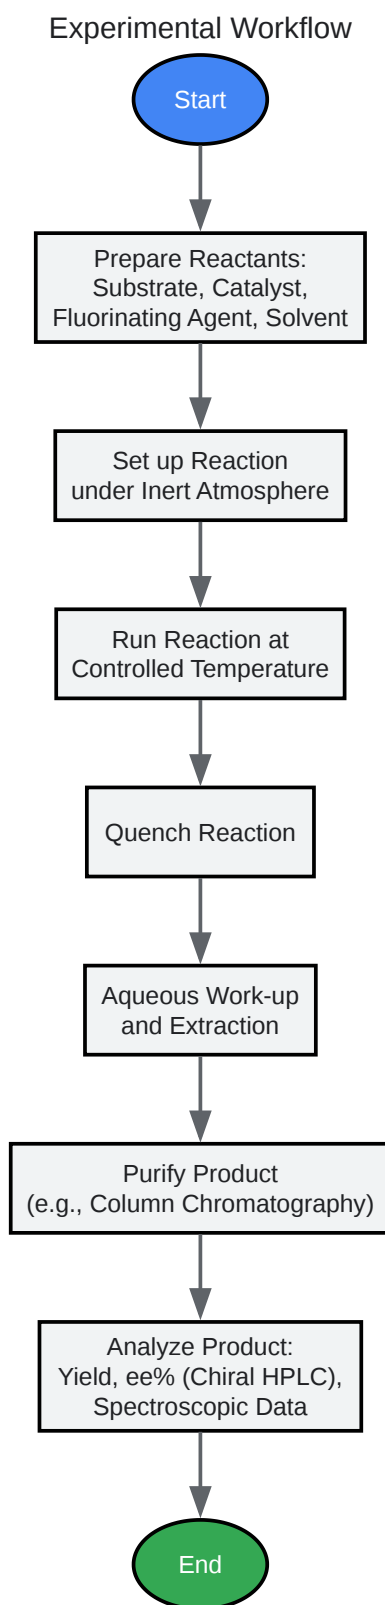 Experimental Workflow
Start
Prepare Reactants:
Substrate, Catalyst,
Fluorinating Agent, Solvent
Set up Reaction
under Inert Atmosphere
Run Reaction at
Controlled Temperature
Quench Reaction
Aqueous Work-up
and Extraction
Purify Product
(e.g., Column Chromatography)
Analyze Product:
Yield, ee% (Chiral HPLC),
Spectroscopic Data
End